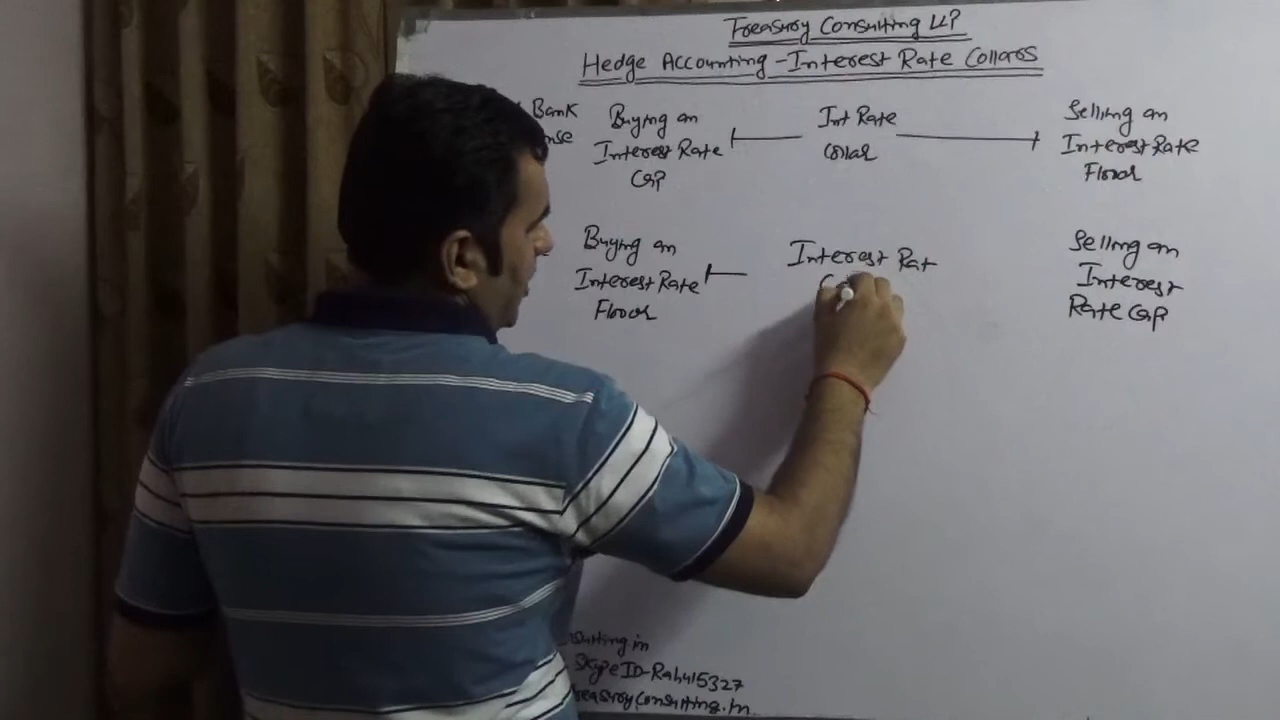 Treasury Consulting LLP
Hedge Accounting - Interest Rate Collars
Bank
Buying an
Interest Rate
Cap
Int Rate
Collar
Selling an
Interest Rate
Floor
Buying an
Interest Rate
Floor
Interest Rat
Selling an
Interest
Rate Cap
Skype ID-Rahul5327